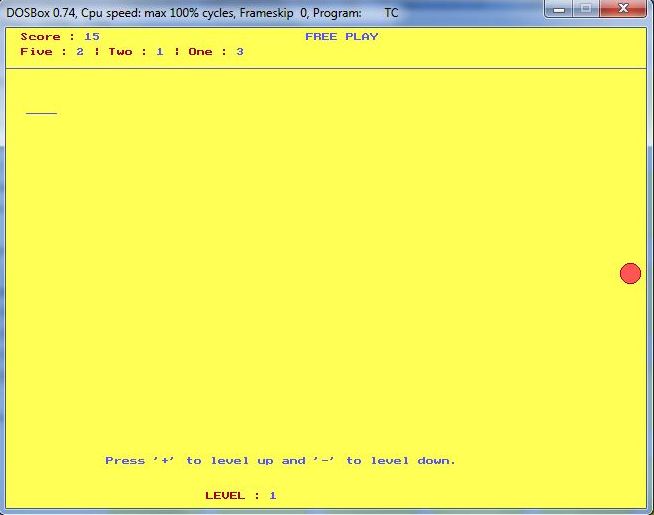 DOSBox 0.74, Cpu speed: max 100% cycles, Frameskip 0, Program: TC
Score : 15 FREE PLAY
Five : 2 | Two : 1 | One : 3
Press '+' to level up and '-' to level down.
LEVEL : 1